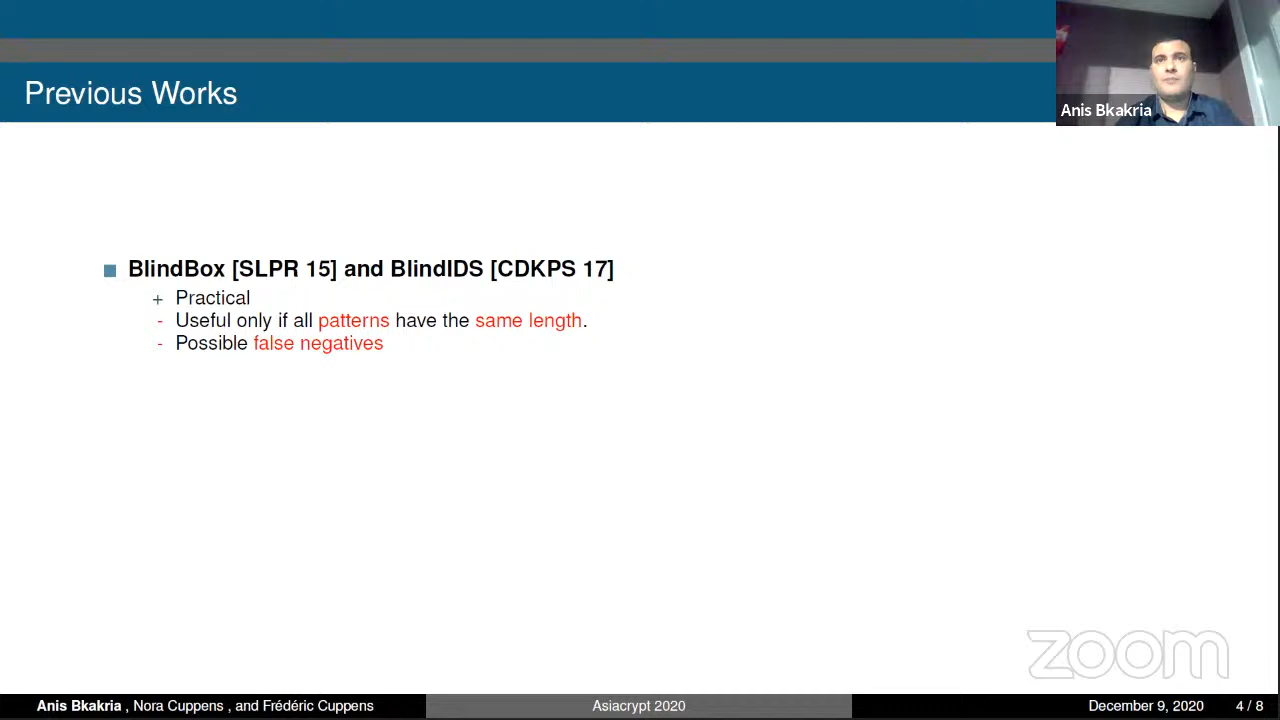 Previous Works
Anis Bkakria
BlindBox [SLPR 15] and BlindIDS [CDKPS 17]
+ Practical
- Useful only if all patterns have the same length.
- Possible false negatives
zoom
Anis Bkakria , Nora Cuppens , and Frédéric Cuppens
Asiacrypt 2020
December 9, 2020
4 / 8